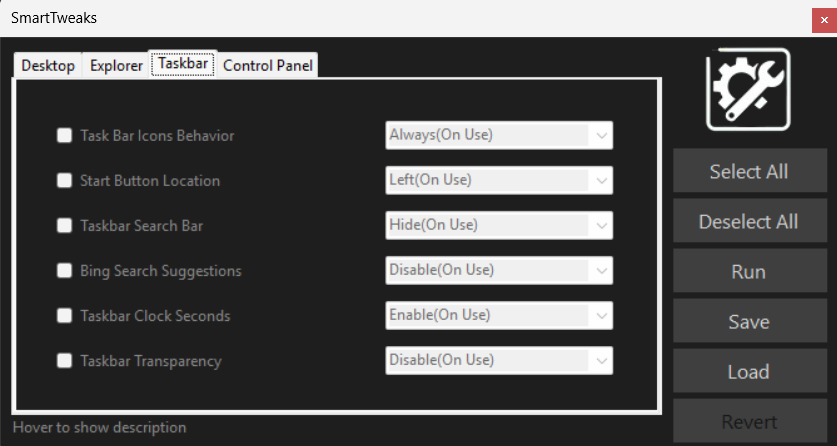 SmartTweaks
Desktop Explorer Taskbar Control Panel
Task Bar Icons Behavior Always(On Use)
Start Button Location Left(On Use)
Taskbar Search Bar Hide(On Use)
Bing Search Suggestions Disable(On Use)
Taskbar Clock Seconds Enable(On Use)
Taskbar Transparency Disable(On Use)
Hover to show description
Select All
Deselect All
Run
Save
Load
Revert